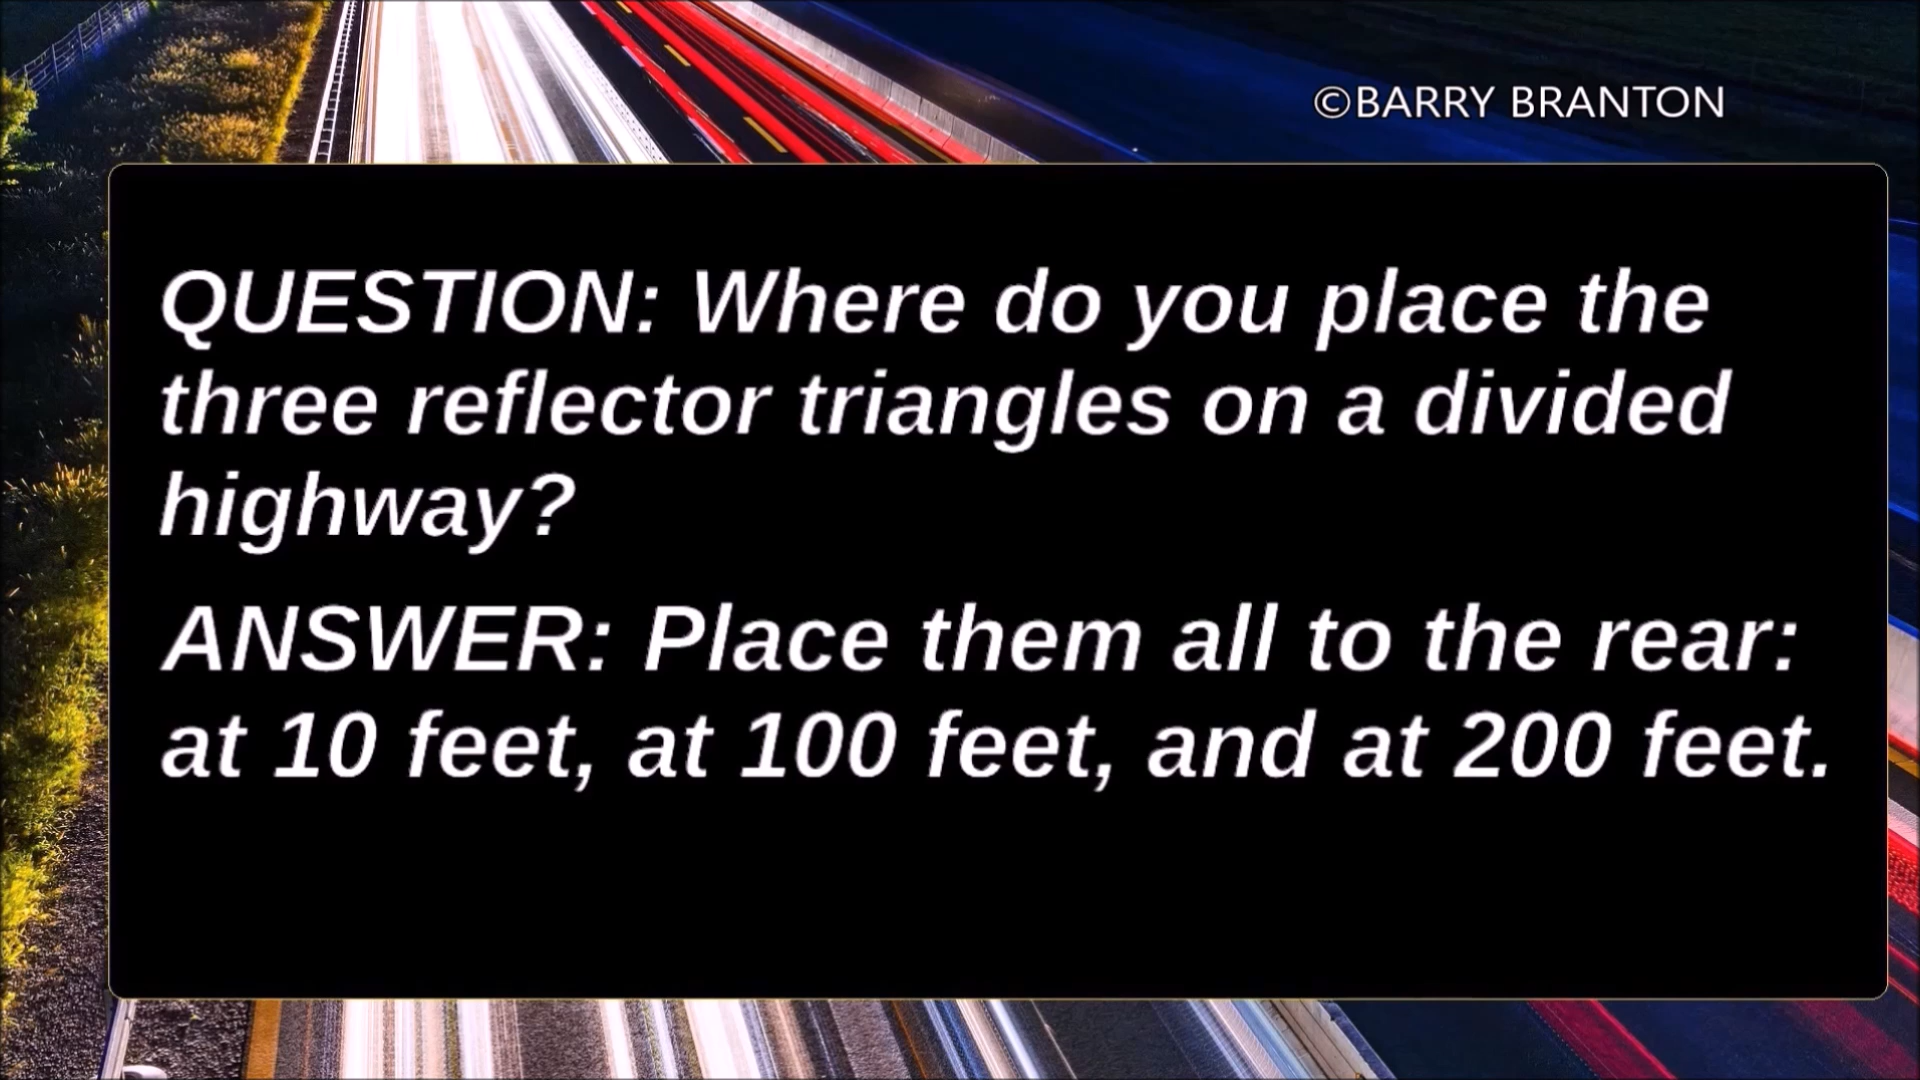 ©BARRY BRANTON
QUESTION: Where do you place the
three reflector triangles on a divided
highway?
ANSWER: Place them all to the rear:
at 10 feet, at 100 feet, and at 200 feet.